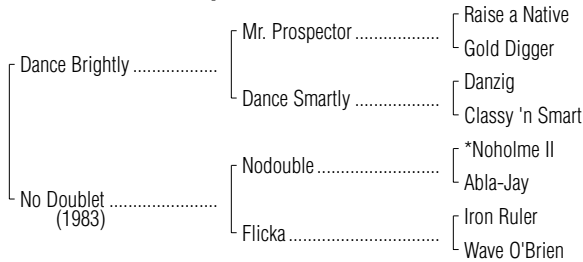 Raise a Native
Mr. Prospector ..................
Gold Digger
Dance Brightly ..................
Danzig
Dance Smartly ..................
Classy 'n Smart
*Noholme II
Nodouble ..........................
Abla-Jay
No Doublet .......................
(1983)
Iron Ruler
Flicka ................................
Wave O'Brien